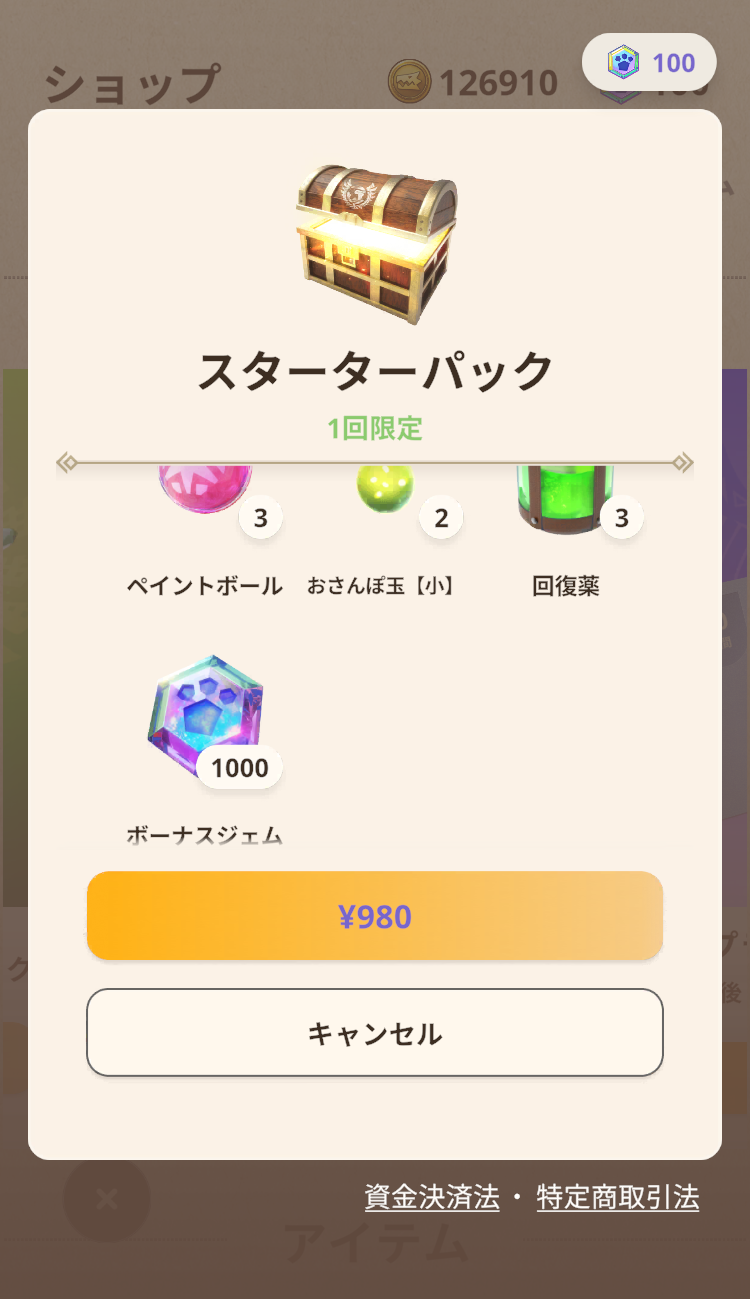 ショップ
126910
100
スターターパック
1回限定
3
2
3
ペイントボール
おさんぽ玉【小】
回復薬
1000
ボーナスジェム
¥980
キャンセル
資金決済法・特定商取引法
アイテム